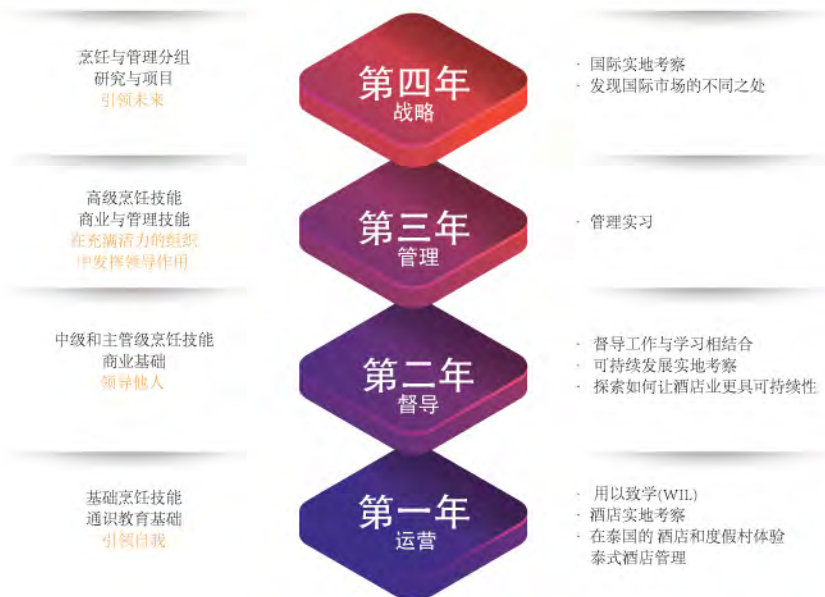 烹饪与管理分组
研究与项目
引领未来
第四年
战略
· 国际实地考察
· 发现国际市场的不同之处
高级烹饪技能
商业与管理技能
在充满活力的组织
中发挥领导作用
第三年
管理
· 管理实习
中级和主管级烹饪技能
商业基础
领导他人
第二年
督导
· 督导工作与学习相结合
· 可持续发展实地考察
· 探索如何让酒店业更具可持续性
基础烹饪技能
通识教育基础
引领自我
第一年
运营
· 用以致学(WIL)
· 酒店实地考察
· 在泰国的 酒店和度假村体验
泰式酒店管理